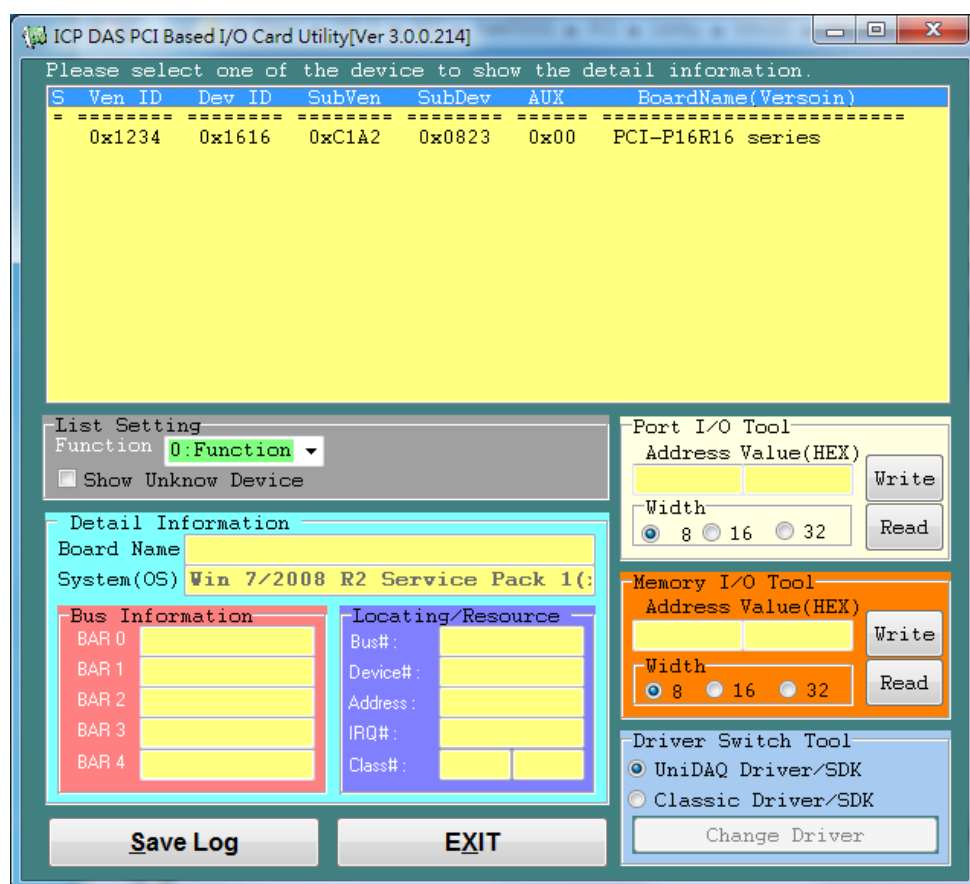 ICP DAS PCI Based I/O Card Utility[Ver 3.0.0.214]
Please select one of the device to show the detail information.
S Ven ID Dev ID SubVen SubDev AUX BoardName(Versoin)
= ======== ======== ======== ======== ====== ========================
0x1234 0x1616 0xC1A2 0x0823 0x00 PCI-P16R16 series
List Setting
Function 0:Function
Show Unknow Device
Detail Information
Board Name
System(OS) Win 7/2008 R2 Service Pack 1(:
Bus Information
BAR 0
BAR 1
BAR 2
BAR 3
BAR 4
Locating/Resource
Bus# :
Device# :
Address :
IRQ# :
Class# :
Save Log
EXIT
Port I/O Tool
Address Value(HEX)
Write
Width
8 16 32
Read
Memory I/O Tool
Address Value(HEX)
Write
Width
8 16 32
Read
Driver Switch Tool
UniDAQ Driver/SDK
Classic Driver/SDK
Change Driver